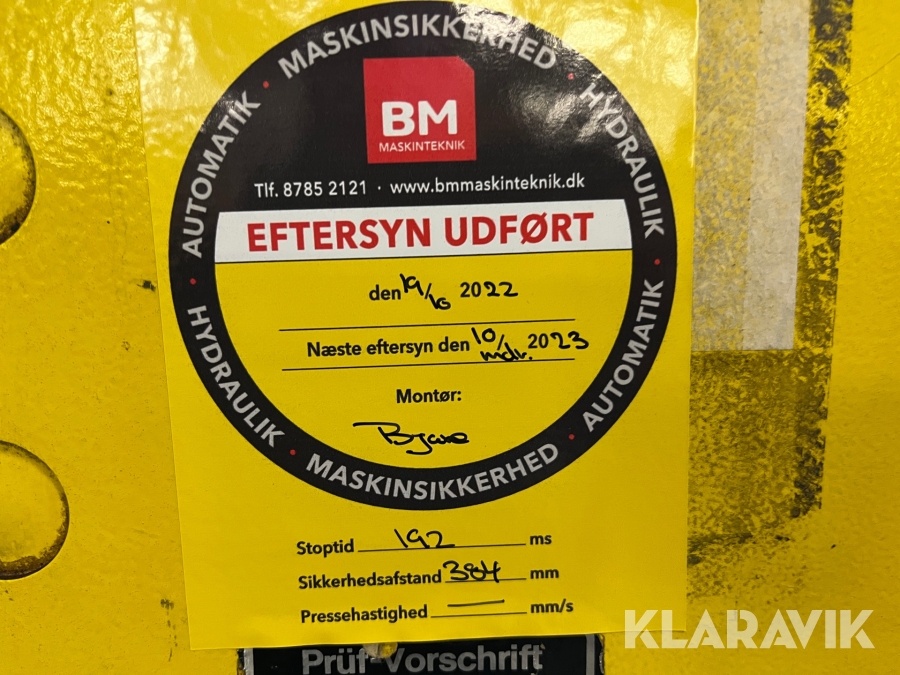 AUTOMATIK • MASKINSIKKERHED • HYDRAULIK
BM
MASKINTEKNIK
Tlf. 8785 2121 · www.bmmaskinteknik.dk
EFTERSYN UDFØRT
den 19/10 2022
Næste eftersyn den 10/mdr. 2023
Montør:
Bjarne
HYDRAULIK • MASKINSIKKERHED • AUTOMATIK
Stoptid 192 ms
Sikkerhedsafstand 384 mm
Pressehastighed — mm/s
KLARAVIK
Prüf-Vorschrift